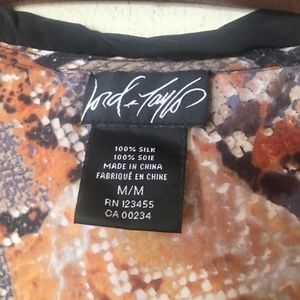 Lord & Taylor
100% SILK
100% SOIE
MADE IN CHINA
FABRIQUÉ EN CHINE
M/M
RN 123455
CA 00234